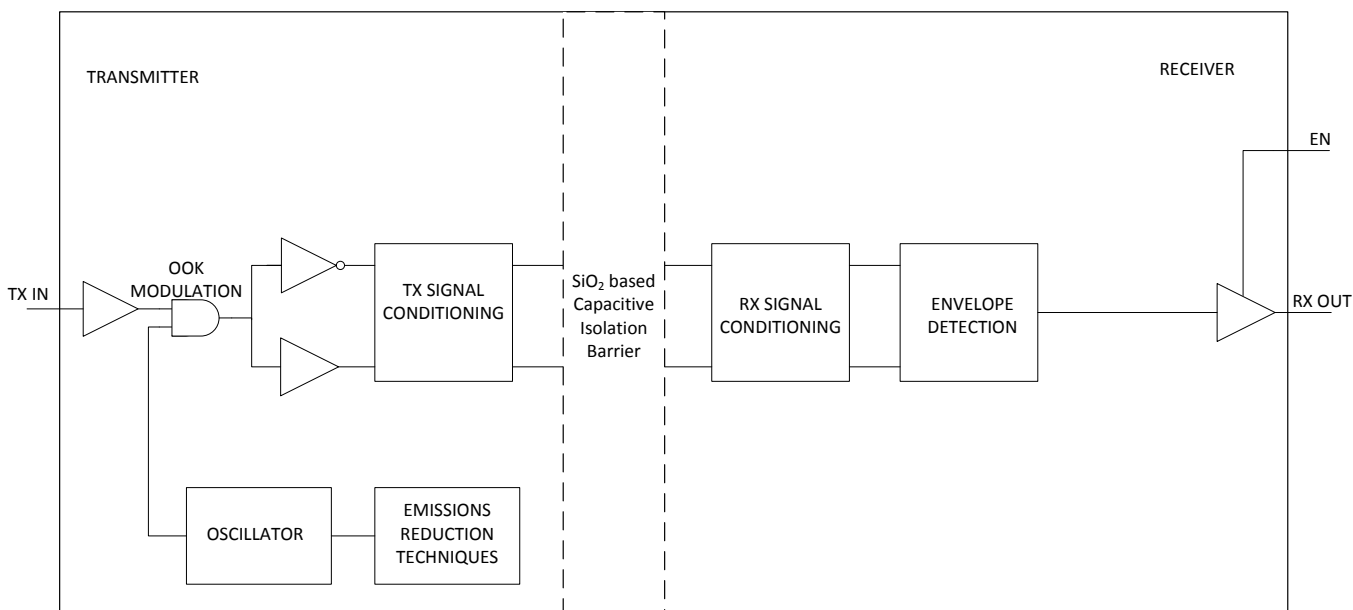 TRANSMITTER
RECEIVER
EN
TX IN
OOK
MODULATION
TX SIGNAL
CONDITIONING
SiO₂ based
Capacitive
Isolation
Barrier
RX SIGNAL
CONDITIONING
ENVELOPE
DETECTION
RX OUT
OSCILLATOR
EMISSIONS
REDUCTION
TECHNIQUES